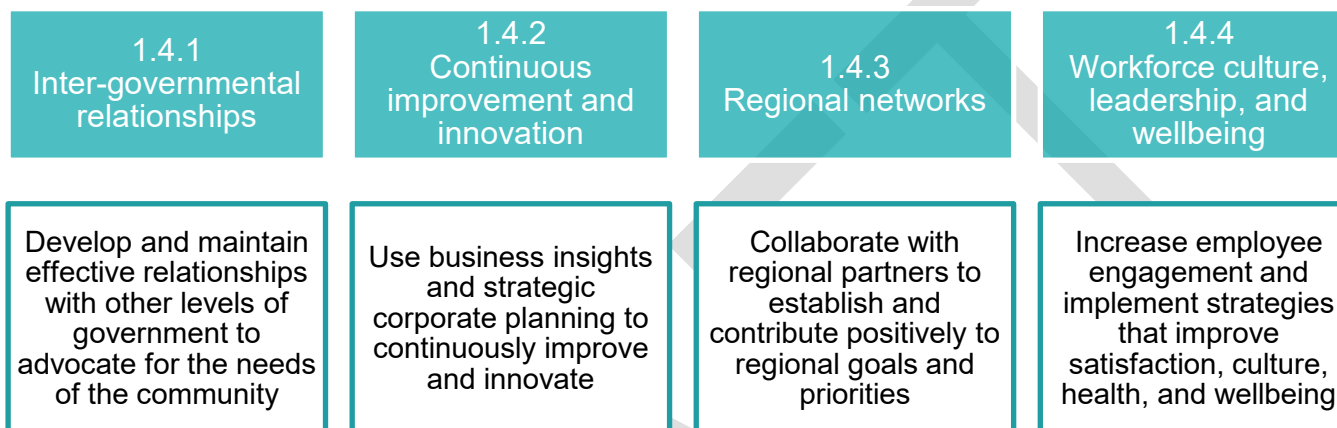 1.4.1
Inter-governmental
relationships
1.4.2
Continuous
improvement and
innovation
1.4.3
Regional networks
1.4.4
Workforce culture,
leadership, and
wellbeing
Develop and maintain
effective relationships
with other levels of
government to
advocate for the needs
of the community
Use business insights
and strategic
corporate planning to
continuously improve
and innovate
Collaborate with
regional partners to
establish and
contribute positively to
regional goals and
priorities
Increase employee
engagement and
implement strategies
that improve
satisfaction, culture,
health, and wellbeing